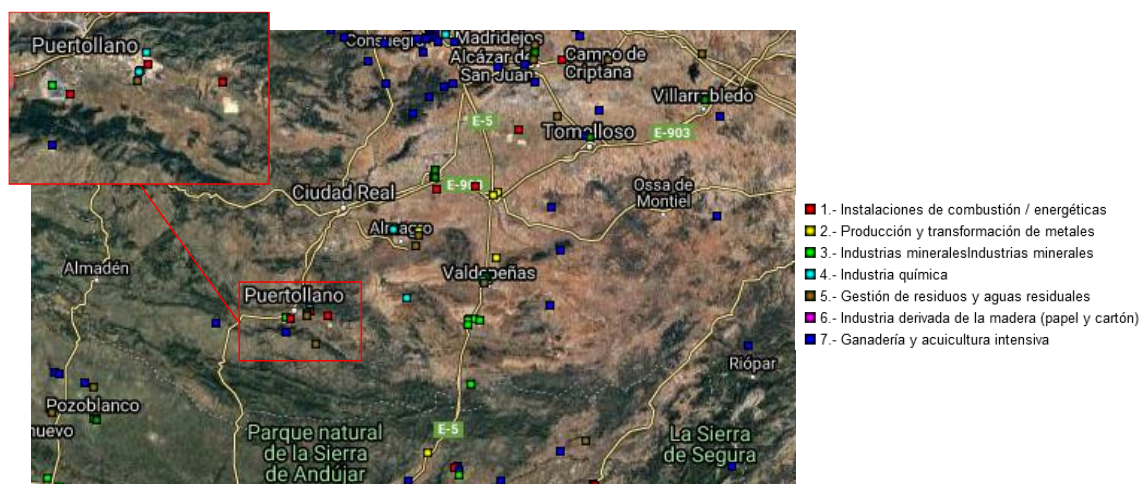 Puertollano
Consuegra
Madridejos
Alcázar de
San Juan
Campo de
Criptana
Villarrobledo
E-5
Tomelloso
E-903
Ciudad Real
Ossa de
Montiel
Almagro
Almadén
Valdepeñas
Puertollano
Riópar
Pozoblanco
E-5
Parque natural
de la Sierra
de Andújar
La Sierra
de Segura
1.- Instalaciones de combustión / energéticas
2.- Producción y transformación de metales
3.- Industrias mineralesIndustrias minerales
4.- Industria química
5.- Gestión de residuos y aguas residuales
6.- Industria derivada de la madera (papel y cartón)
7.- Ganadería y acuicultura intensiva